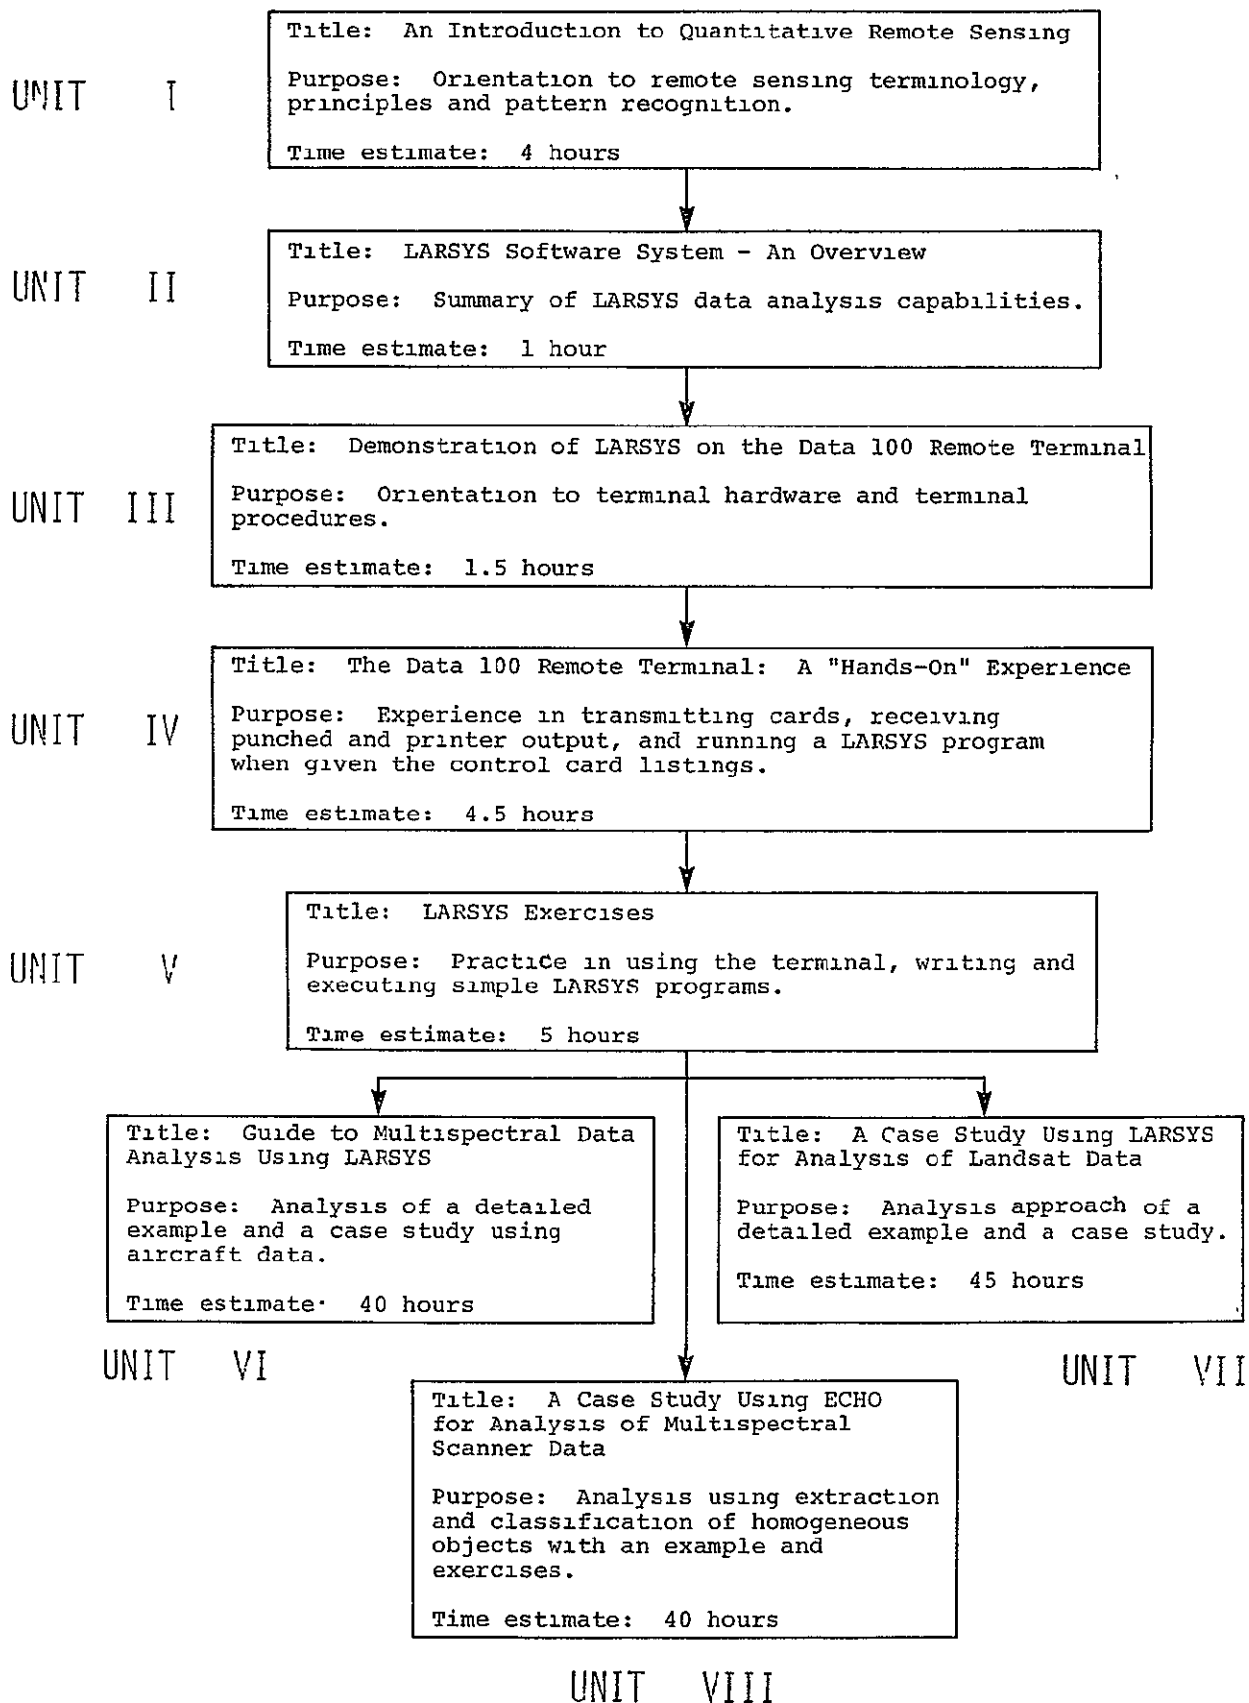 Title: An Introduction to Quantitative Remote Sensing
Purpose: Orientation to remote sensing terminology,
principles and pattern recognition.
Time estimate: 4 hours
UNIT I
Title: LARSYS Software System - An Overview
Purpose: Summary of LARSYS data analysis capabilities.
Time estimate: 1 hour
UNIT II
Title: Demonstration of LARSYS on the Data 100 Remote Terminal
Purpose: Orientation to terminal hardware and terminal
procedures.
Time estimate: 1.5 hours
UNIT III
Title: The Data 100 Remote Terminal: A "Hands-On" Experience
Purpose: Experience in transmitting cards, receiving
punched and printer output, and running a LARSYS program
when given the control card listings.
Time estimate: 4.5 hours
UNIT IV
Title: LARSYS Exercises
Purpose: Practice in using the terminal, writing and
executing simple LARSYS programs.
Time estimate: 5 hours
UNIT V
Title: Guide to Multispectral Data
Analysis Using LARSYS
Purpose: Analysis of a detailed
example and a case study using
aircraft data.
Time estimate: 40 hours
UNIT VI
Title: A Case Study Using LARSYS
for Analysis of Landsat Data
Purpose: Analysis approach of a
detailed example and a case study.
Time estimate: 45 hours
UNIT VII
Title: A Case Study Using ECHO
for Analysis of Multispectral
Scanner Data
Purpose: Analysis using extraction
and classification of homogeneous
objects with an example and
exercises.
Time estimate: 40 hours
UNIT VIII